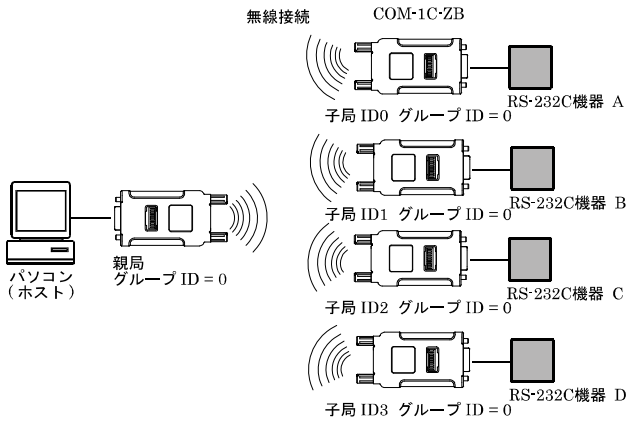 無線接続
COM-1C-ZB
RS-232C機器 A
子局 ID0 グループ ID = 0
RS-232C機器 B
子局 ID1 グループ ID = 0
親局
グループ ID = 0
パソコン
(ホスト)
RS-232C機器 C
子局 ID2 グループ ID = 0
RS-232C機器 D
子局 ID3 グループ ID = 0